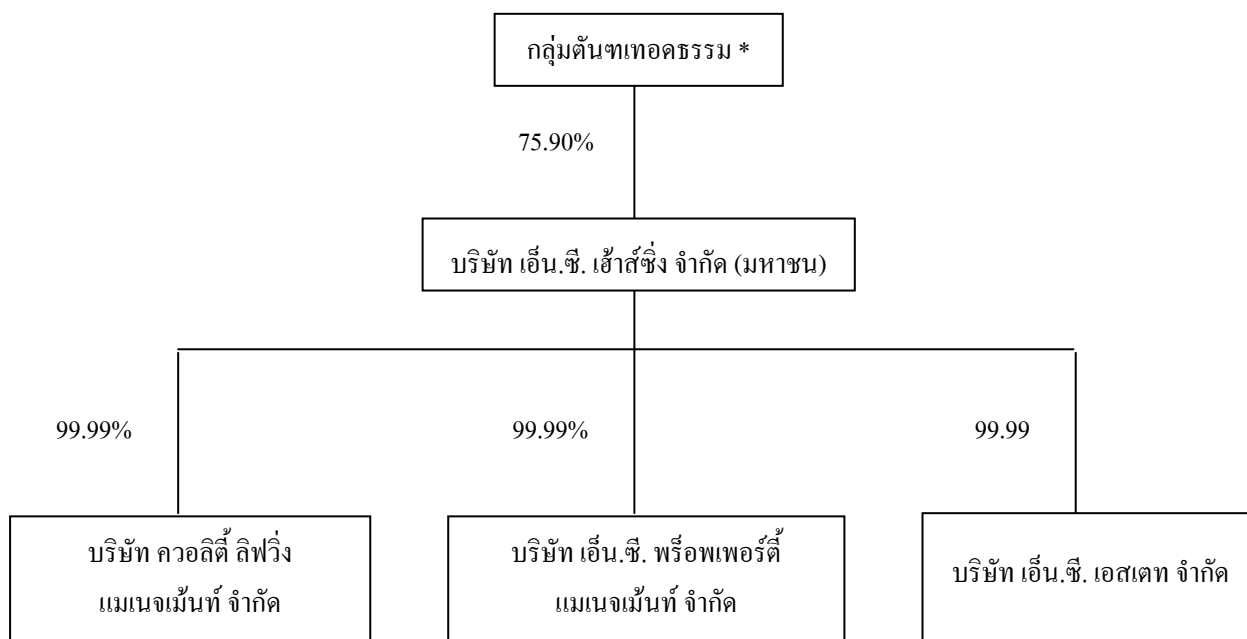 กลุ่มตันฑเทอดธรรม *
75.90%
บริษัท เอ็น.ซี. เฮ้าส์ซิ่ง จำกัด (มหาชน)
99.99%
99.99%
99.99
บริษัท ควอลิตี้ ลิฟวิ่ง
แมเนจเม้นท์ จำกัด
บริษัท เอ็น.ซี. พร็อพเพอร์ตี้
แมเนจเม้นท์ จำกัด
บริษัท เอ็น.ซี. เอสเตท จำกัด